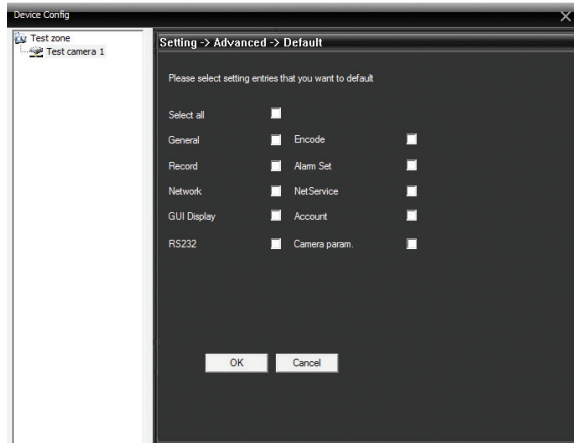 Device Config
Test zone
Test camera 1
Setting -> Advanced -> Default
Please select setting entries that you want to default
Select all
General Encode
Record Alarm Set
Network NetService
GUI Display Account
RS232 Camera param.
OK Cancel